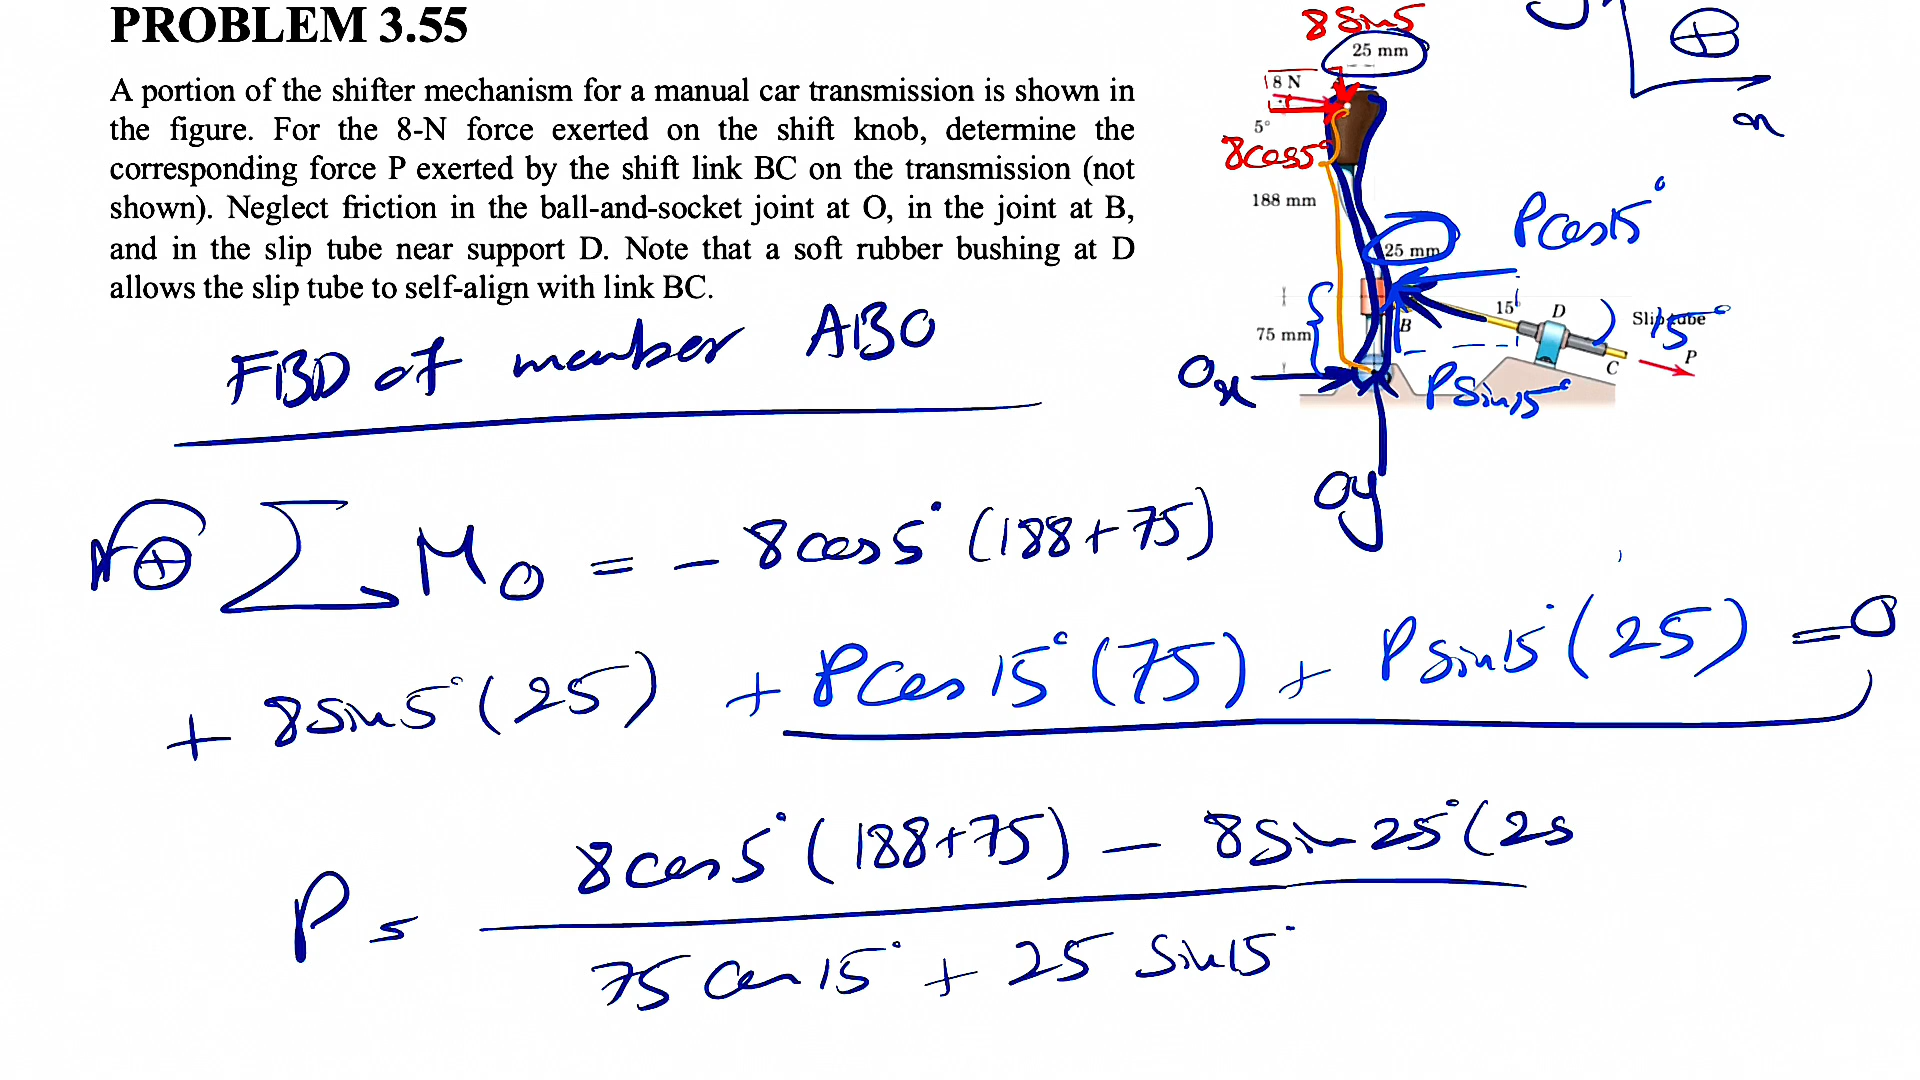 PROBLEM 3.55
A portion of the shifter mechanism for a manual car transmission is shown in
the figure. For the 8-N force exerted on the shift knob, determine the
corresponding force P exerted by the shift link BC on the transmission (not
shown). Neglect friction in the ball-and-socket joint at O, in the joint at B,
and in the slip tube near support D. Note that a soft rubber bushing at D
allows the slip tube to self-align with link BC.
8 Sin5
25 mm
8 N
5°
8cos5°
188 mm
Pcos15°
25 mm
15°
D
Slip tube
15°
B
75 mm
P
C
Ox
PSin15°
Oy
x
FBD of member ABO
+ ΣMo = - 8cos5° (188+75)
+ 8sin5° (25) + Pcos15° (75) + Psin15° (25) = 0
P = 8cos5° (188+75) - 8Sin25° (25
75 cos15° + 25 Sin15°